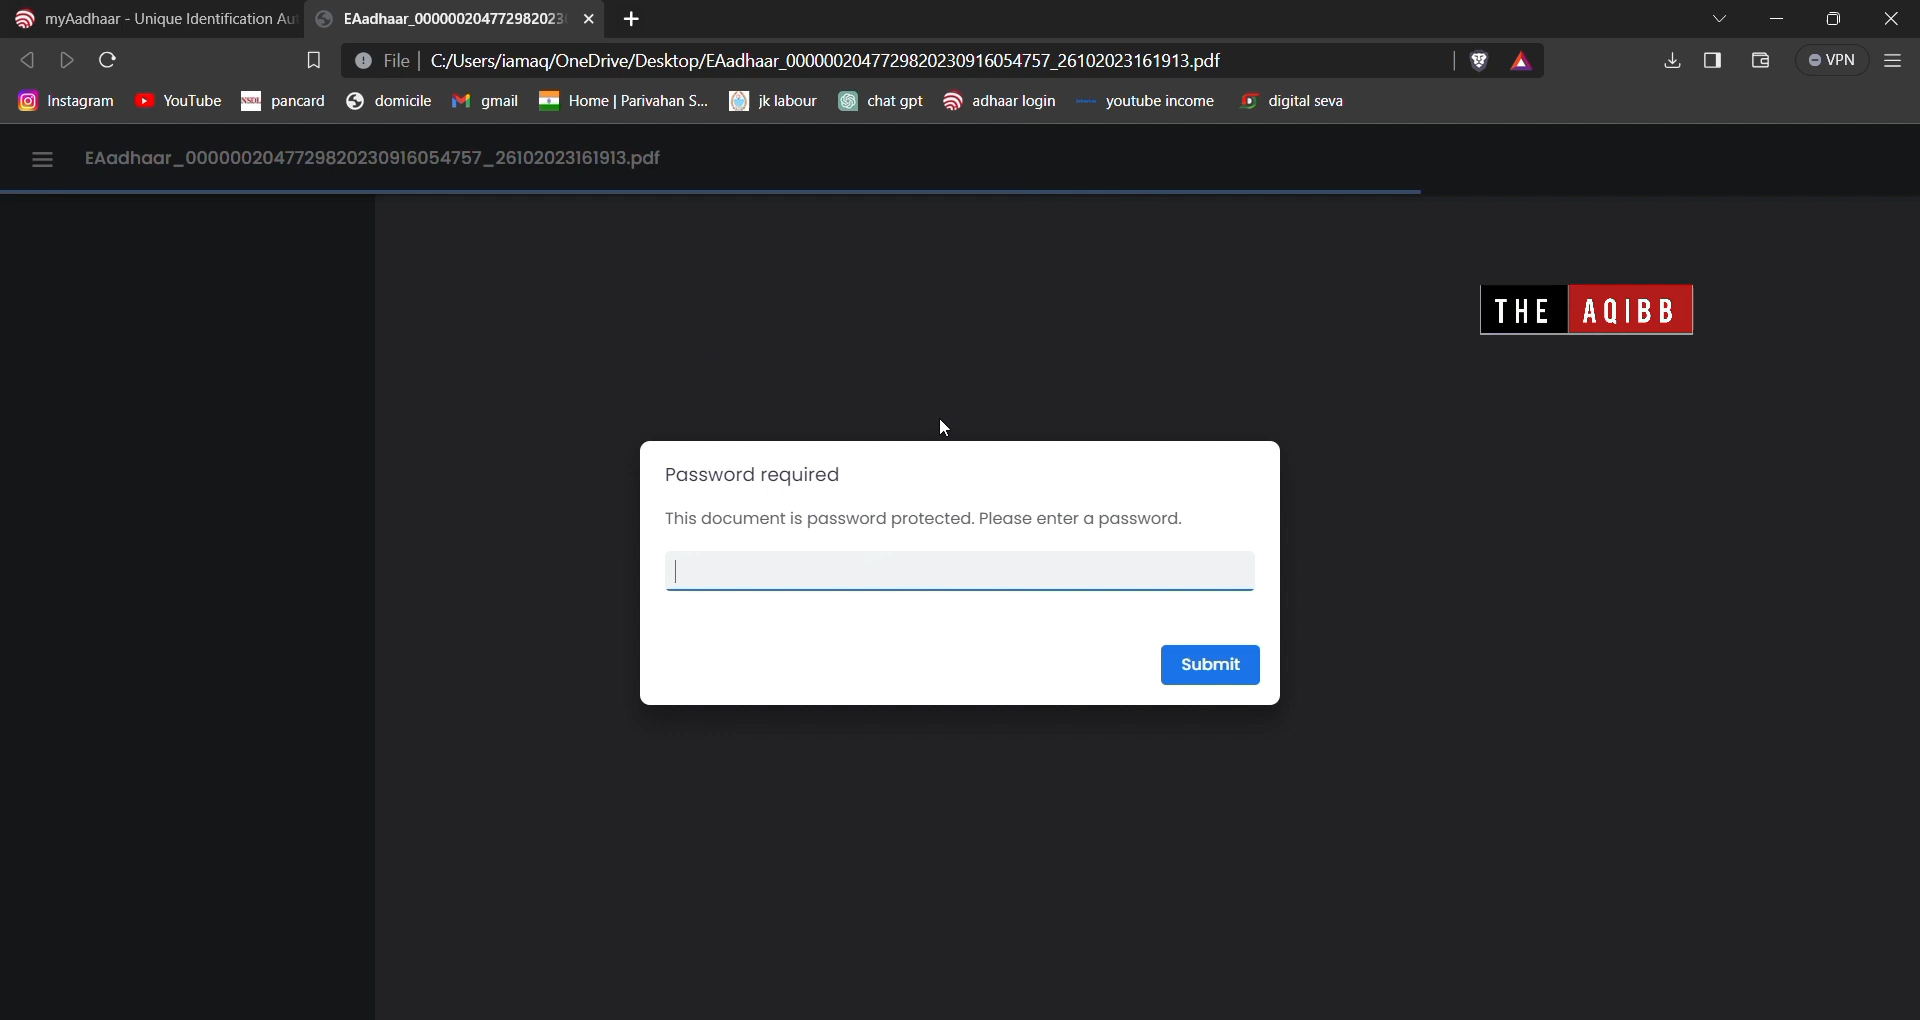 myAadhaar - Unique Identification Au
EAadhaar_00000020477298202
File | C:/Users/iamaq/OneDrive/Desktop/EAadhaar_0000002047729820230916054757_26102023161913.pdf
VPN
Instagram
YouTube
NSDL pancard
domicile
gmail
Home | Parivahan S...
jk labour
chat gpt
adhaar login
youtube income
digital seva
EAadhaar_0000002047729820230916054757_26102023161913.pdf
THE AQIBB
Password required
This document is password protected. Please enter a password.
Submit